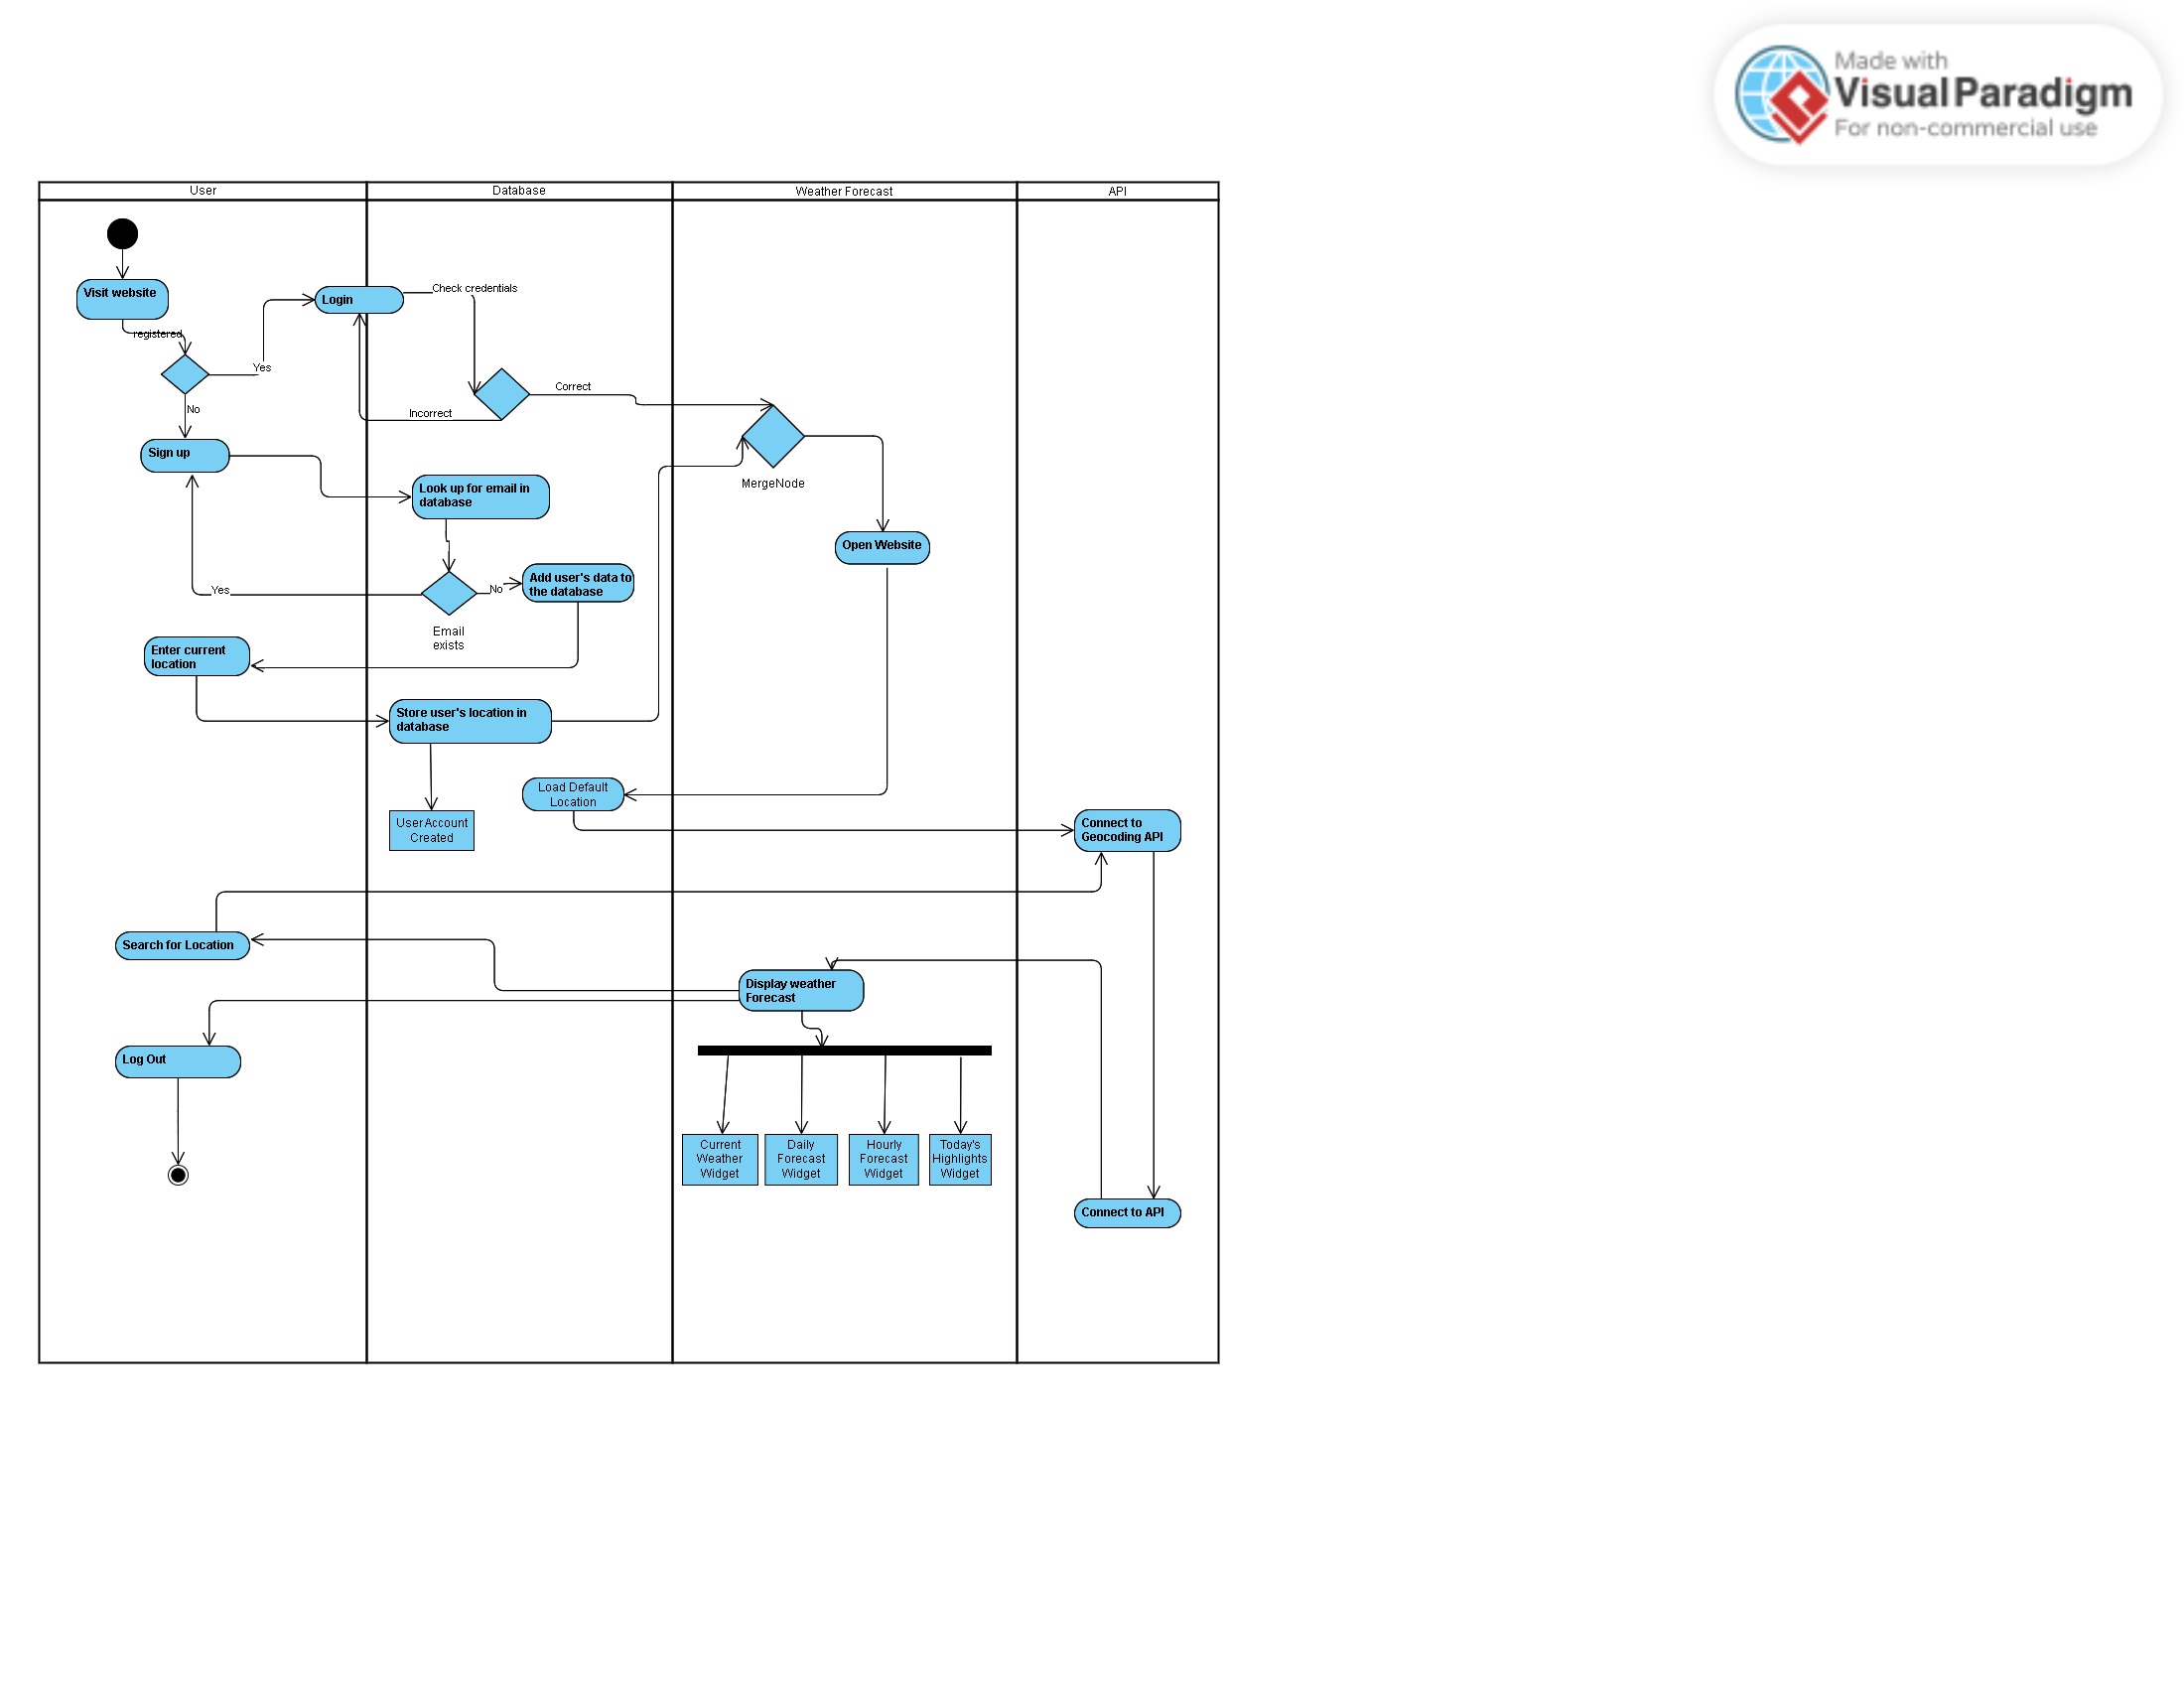 Made with
Visual Paradigm
For non-commercial use
User
Database
Weather Forecast
API
Visit website
Login
Check credentials
registered
Yes
Correct
Incorrect
No
Sign up
Look up for email in
database
MergeNode
Open Website
Add user's data to
the database
No
Yes
Email
exists
Enter current
location
Store user's location in
database
Load Default
Location
User Account
Created
Connect to
Geocoding API
Search for Location
Display weather
Forecast
Log Out
Current
Weather
Widget
Daily
Forecast
Widget
Hourly
Forecast
Widget
Today's
Highlights
Widget
Connect to API